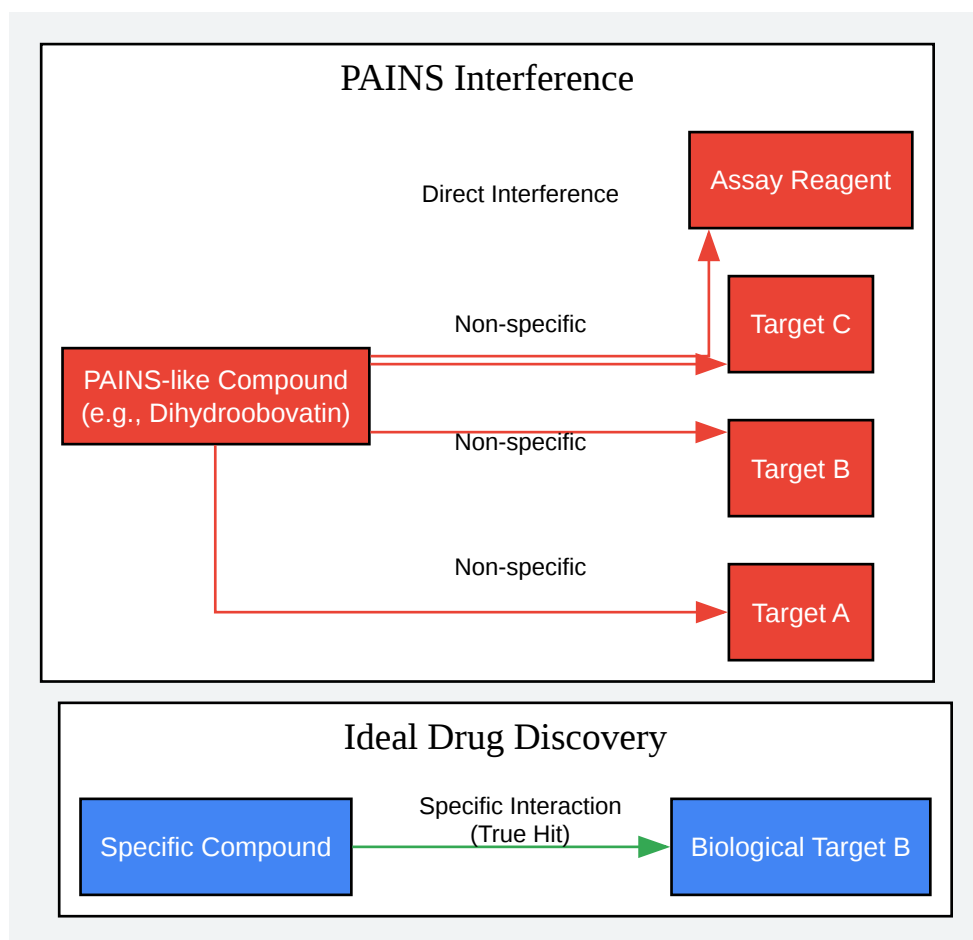 PAINS Interference
Assay Reagent
Direct Interference
Non-specific
Target C
PAINS-like Compound
(e.g., Dihydroobovatin)
Non-specific
Target B
Non-specific
Target A
Ideal Drug Discovery
Specific Compound
Specific Interaction
(True Hit)
Biological Target B